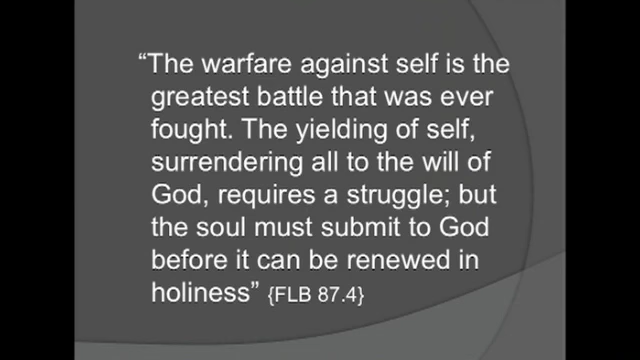 “The warfare against self is the
greatest battle that was ever
fought. The yielding of self,
surrendering all to the will of
God, requires a struggle; but
the soul must submit to God
before it can be renewed in
holiness” {FLB 87.4}